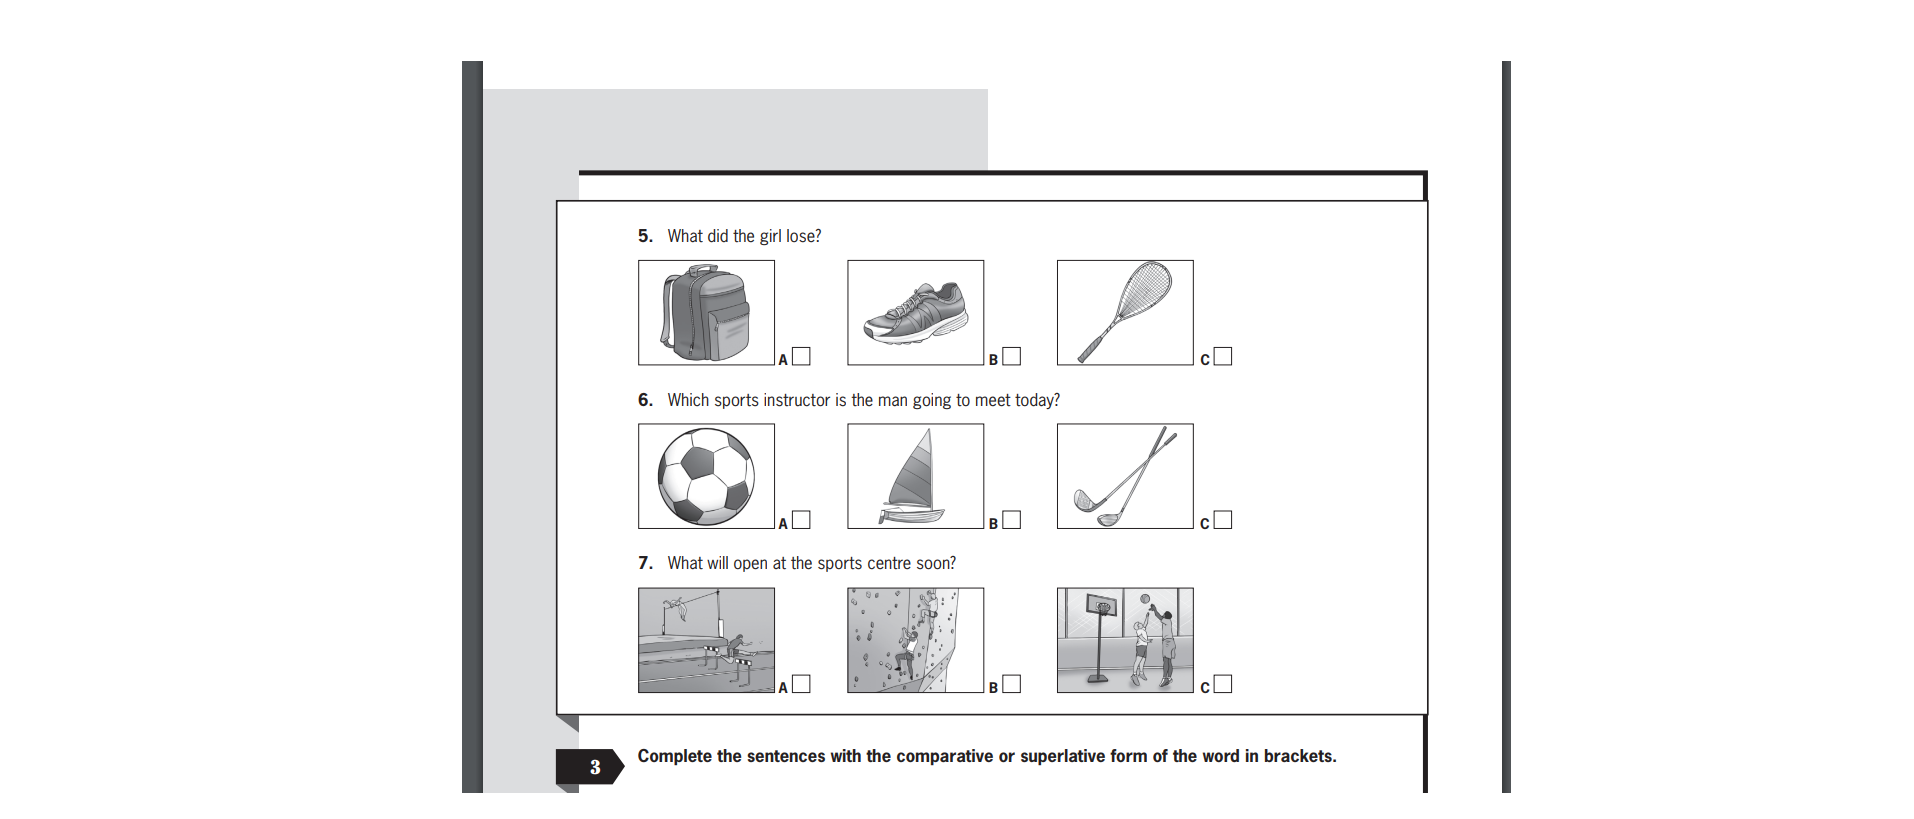 5. What did the girl lose?
A B C
6. Which sports instructor is the man going to meet today?
A B C
7. What will open at the sports centre soon?
A B C
3 Complete the sentences with the comparative or superlative form of the word in brackets.